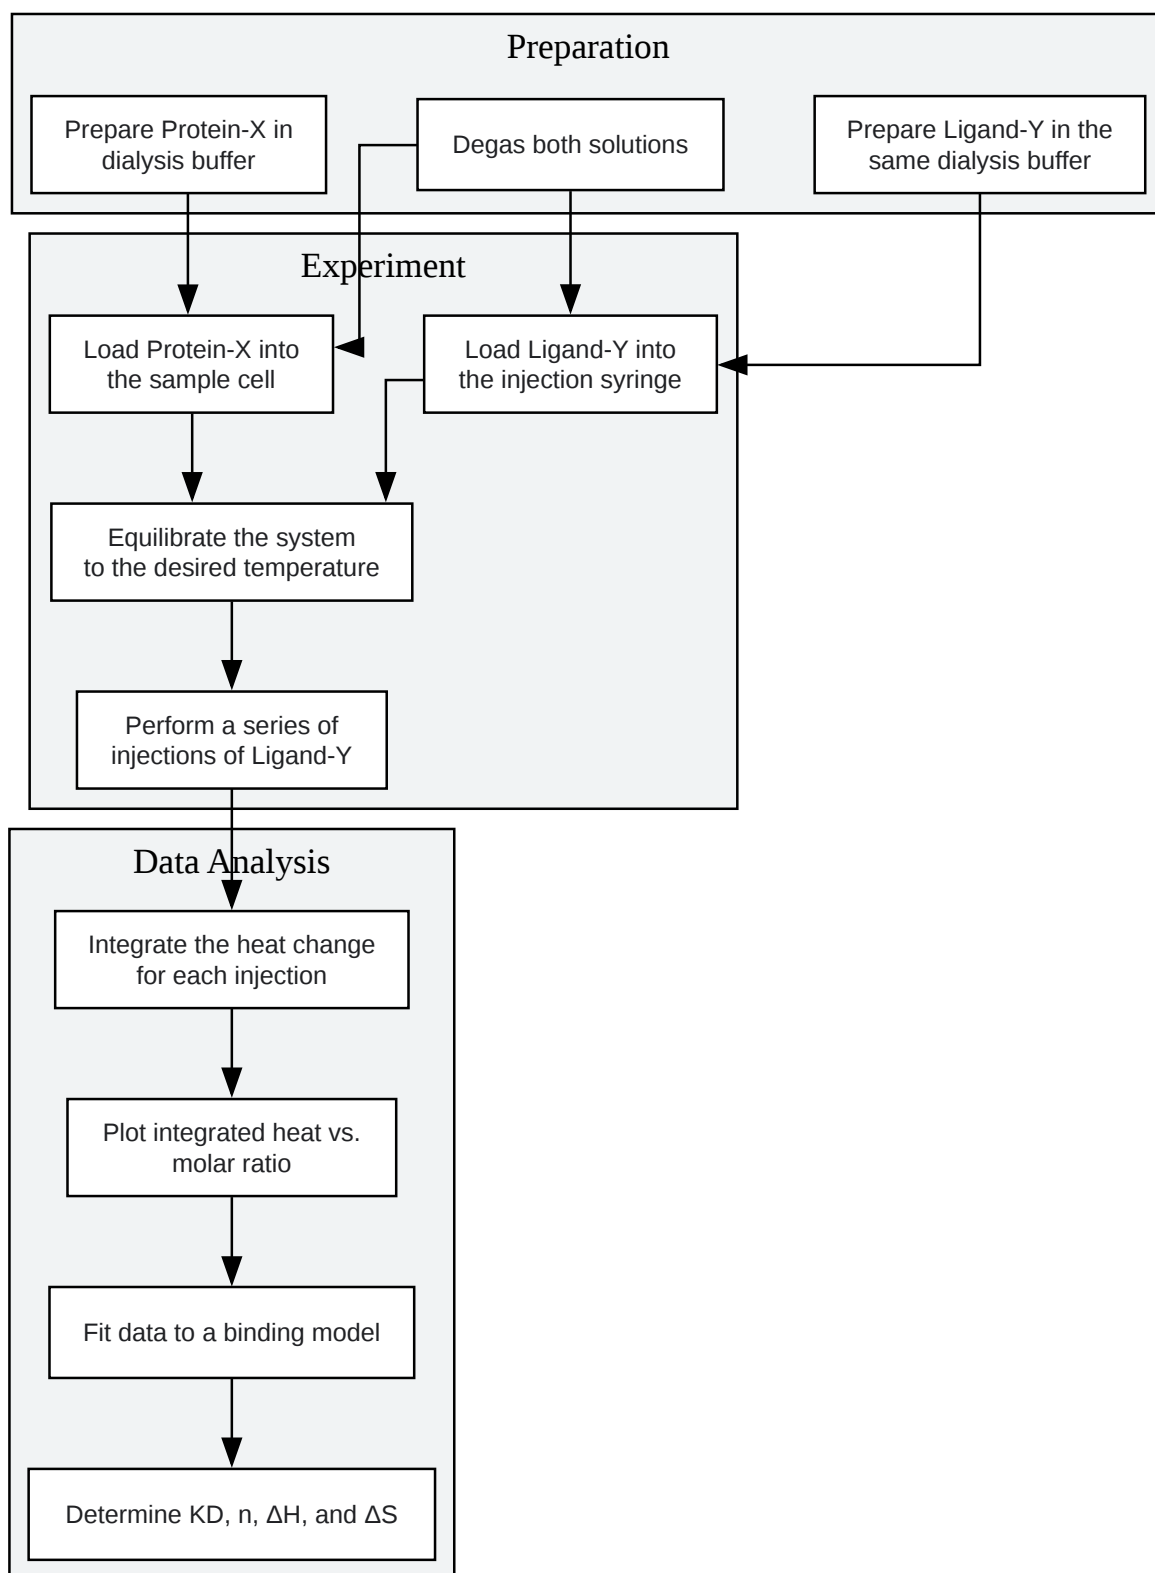 Preparation
Prepare Protein-X in
dialysis buffer
Degas both solutions
Prepare Ligand-Y in the
same dialysis buffer
Experiment
Load Protein-X into
the sample cell
Load Ligand-Y into
the injection syringe
Equilibrate the system
to the desired temperature
Perform a series of
injections of Ligand-Y
Data Analysis
Integrate the heat change
for each injection
Plot integrated heat vs.
molar ratio
Fit data to a binding model
Determine KD, n, ΔH, and ΔS